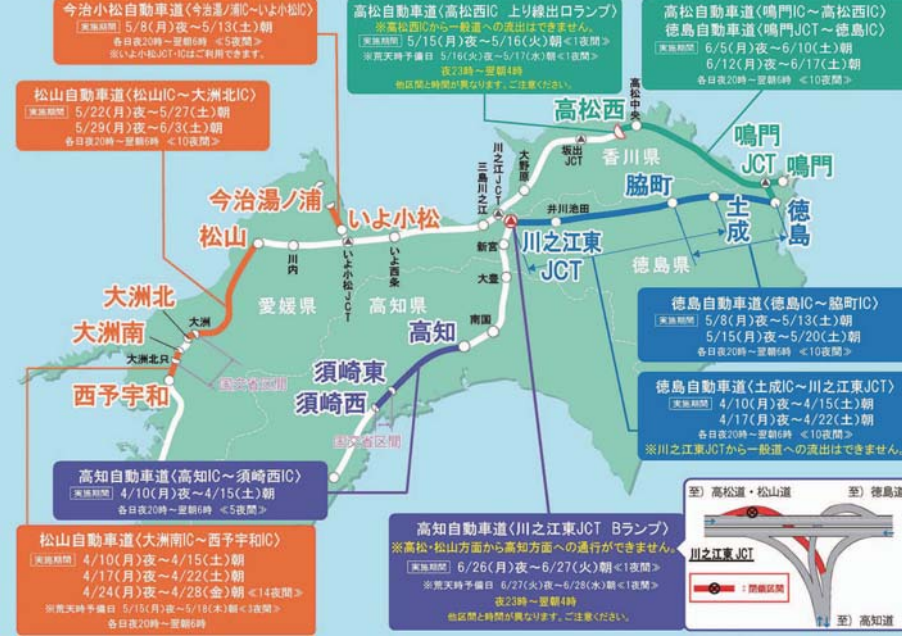 今治小松自動車道〈今治湯ノ浦IC～いよ小松IC〉
実施期間 5/8(月)夜～5/13(土)朝
各日夜20時～翌朝6時 ≪5夜間≫
※いよ小松JCT・ICはご利用できます。
高松自動車道〈高松西IC 上り線出口ランプ〉
※高松西ICから一般道への流出はできません。
実施期間 5/15(月)夜～5/16(火)朝≪1夜間≫
※荒天時予備日 5/16(火)夜～5/17(水)朝≪1夜間≫
夜23時～翌朝4時
他区間と時間が異なります。ご注意ください。
高松自動車道〈鳴門IC～高松西IC〉
徳島自動車道〈鳴門JCT～徳島IC〉
実施期間 6/5(月)夜～6/10(土)朝
6/12(月)夜～6/17(土)朝
各日夜20時～翌朝6時 ≪10夜間≫
松山自動車道〈松山IC～大洲北IC〉
実施期間 5/22(月)夜～5/27(土)朝
5/29(月)夜～6/3(土)朝
各日夜20時～翌朝6時 ≪10夜間≫
高松西
高松中央
坂出JCT
香川県
鳴門JCT
鳴門
大野原
川之江JCT
三島川之江
脇町
井川池田
土成
徳島
川之江東JCT
徳島県
今治湯ノ浦
いよ小松
松山
川内
いよ小松JCT
いよ西条
新宮
大豊
南国
愛媛県
高知県
高知
大洲北
大洲
大洲南
大洲北只
国交省区間
西予宇和
須崎東
須崎西
国交省区間
徳島自動車道〈徳島IC～脇町IC〉
実施期間 5/8(月)夜～5/13(土)朝
5/15(月)夜～5/20(土)朝
各日夜20時～翌朝6時 ≪10夜間≫
徳島自動車道〈土成IC～川之江東JCT〉
実施期間 4/10(月)夜～4/15(土)朝
4/17(月)夜～4/22(土)朝
各日夜20時～翌朝6時 ≪10夜間≫
※川之江東JCTから一般道への流出はできません。
高知自動車道〈高知IC～須崎西IC〉
実施期間 4/10(月)夜～4/15(土)朝
各日夜20時～翌朝6時 ≪5夜間≫
松山自動車道〈大洲南IC～西予宇和IC〉
実施期間 4/10(月)夜～4/15(土)朝
4/17(月)夜～4/22(土)朝
4/24(月)夜～4/28(金)朝 ≪14夜間≫
※荒天時予備日 5/15(月)夜～5/18(木)朝≪3夜間≫
各日夜20時～翌朝6時
高知自動車道〈川之江東JCT Bランプ〉
※高松・松山方面から高知方面への通行ができません。
実施期間 6/26(月)夜～6/27(火)朝≪1夜間≫
※荒天時予備日 6/27(火)夜～6/28(水)朝≪1夜間≫
夜23時～翌朝4時
他区間と時間が異なります。ご注意ください。
至) 高松道・松山道
至) 徳島道
川之江東JCT
：閉鎖区間
至) 高知道